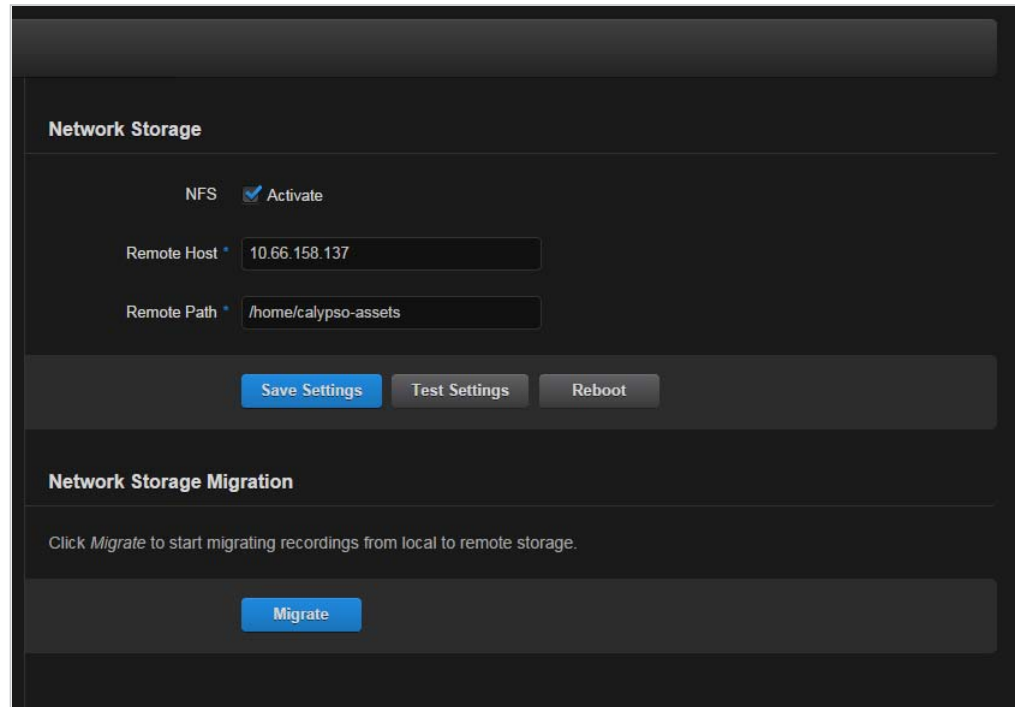 Network Storage
NFS Activate
Remote Host * 10.66.158.137
Remote Path * /home/calypso-assets
Save Settings Test Settings Reboot
Network Storage Migration
Click Migrate to start migrating recordings from local to remote storage.
Migrate